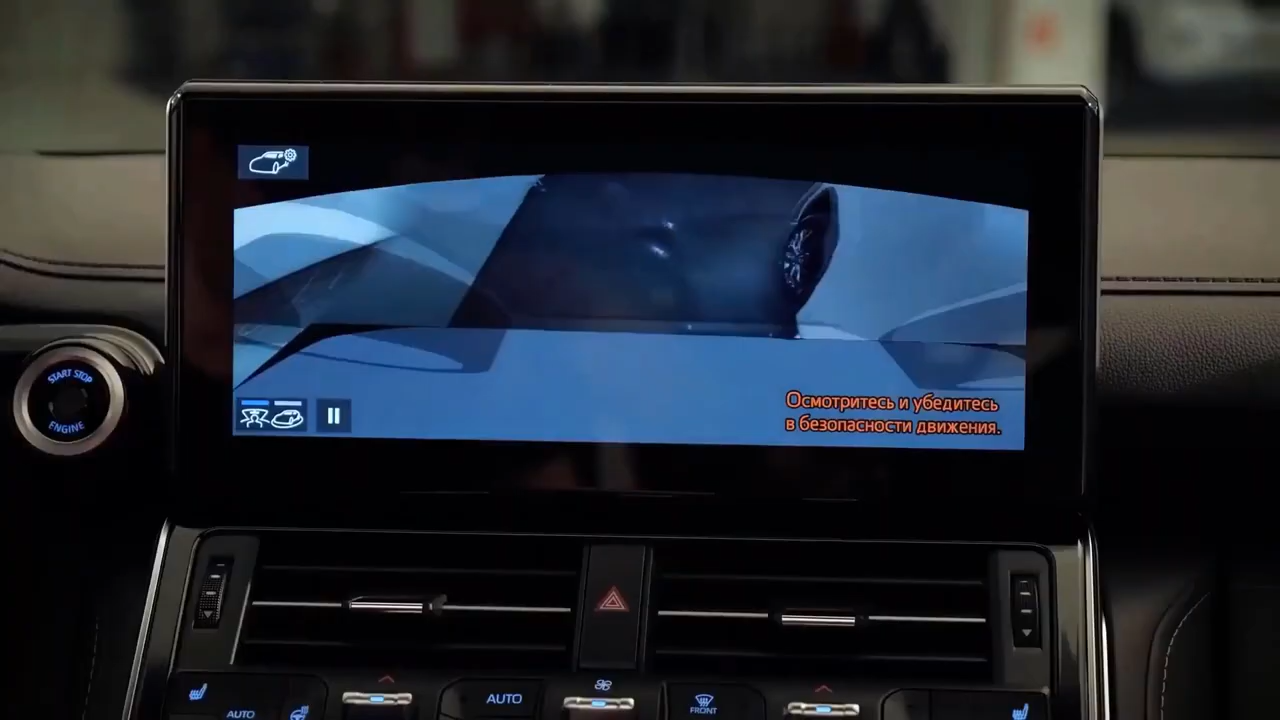 START STOP
ENGINE
Осмотритесь и убедитесь
в безопасности движения.
AUTO
AUTO
FRONT